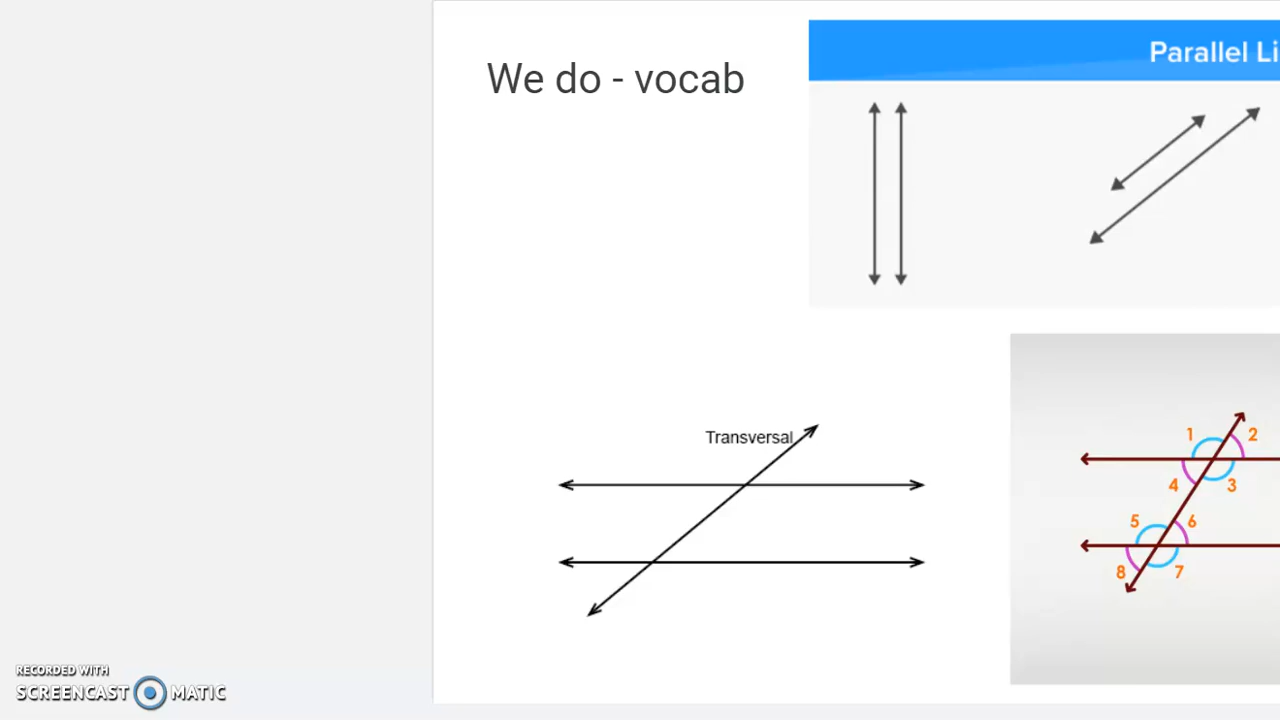 We do - vocab
Parallel Li
Transversal
1 2
4 3
5 6
8 7
RECORDED WITH
SCREENCAST MATIC